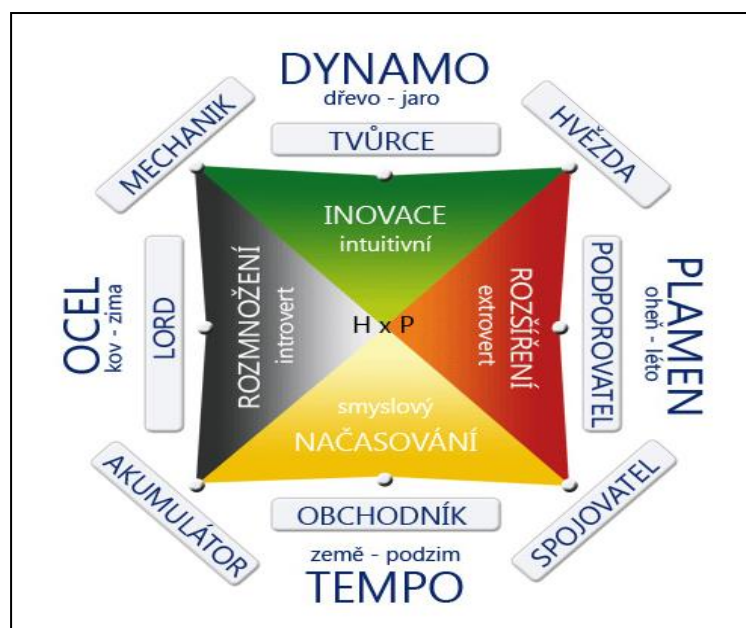 DYNAMO
dřevo - jaro
TVŮRCE
MECHANIK
HVĚZDA
INOVACE
intuitivní
OCEL
kov - zima
LORD
ROZMNOŽENÍ
introvert
H x P
ROZŠÍŘENÍ
extrovert
PODPOROVATEL
PLAMEN
oheň - léto
smyslový
NAČASOVÁNÍ
AKUMULÁTOR
OBCHODNÍK
SPOJOVATEL
země - podzim
TEMPO